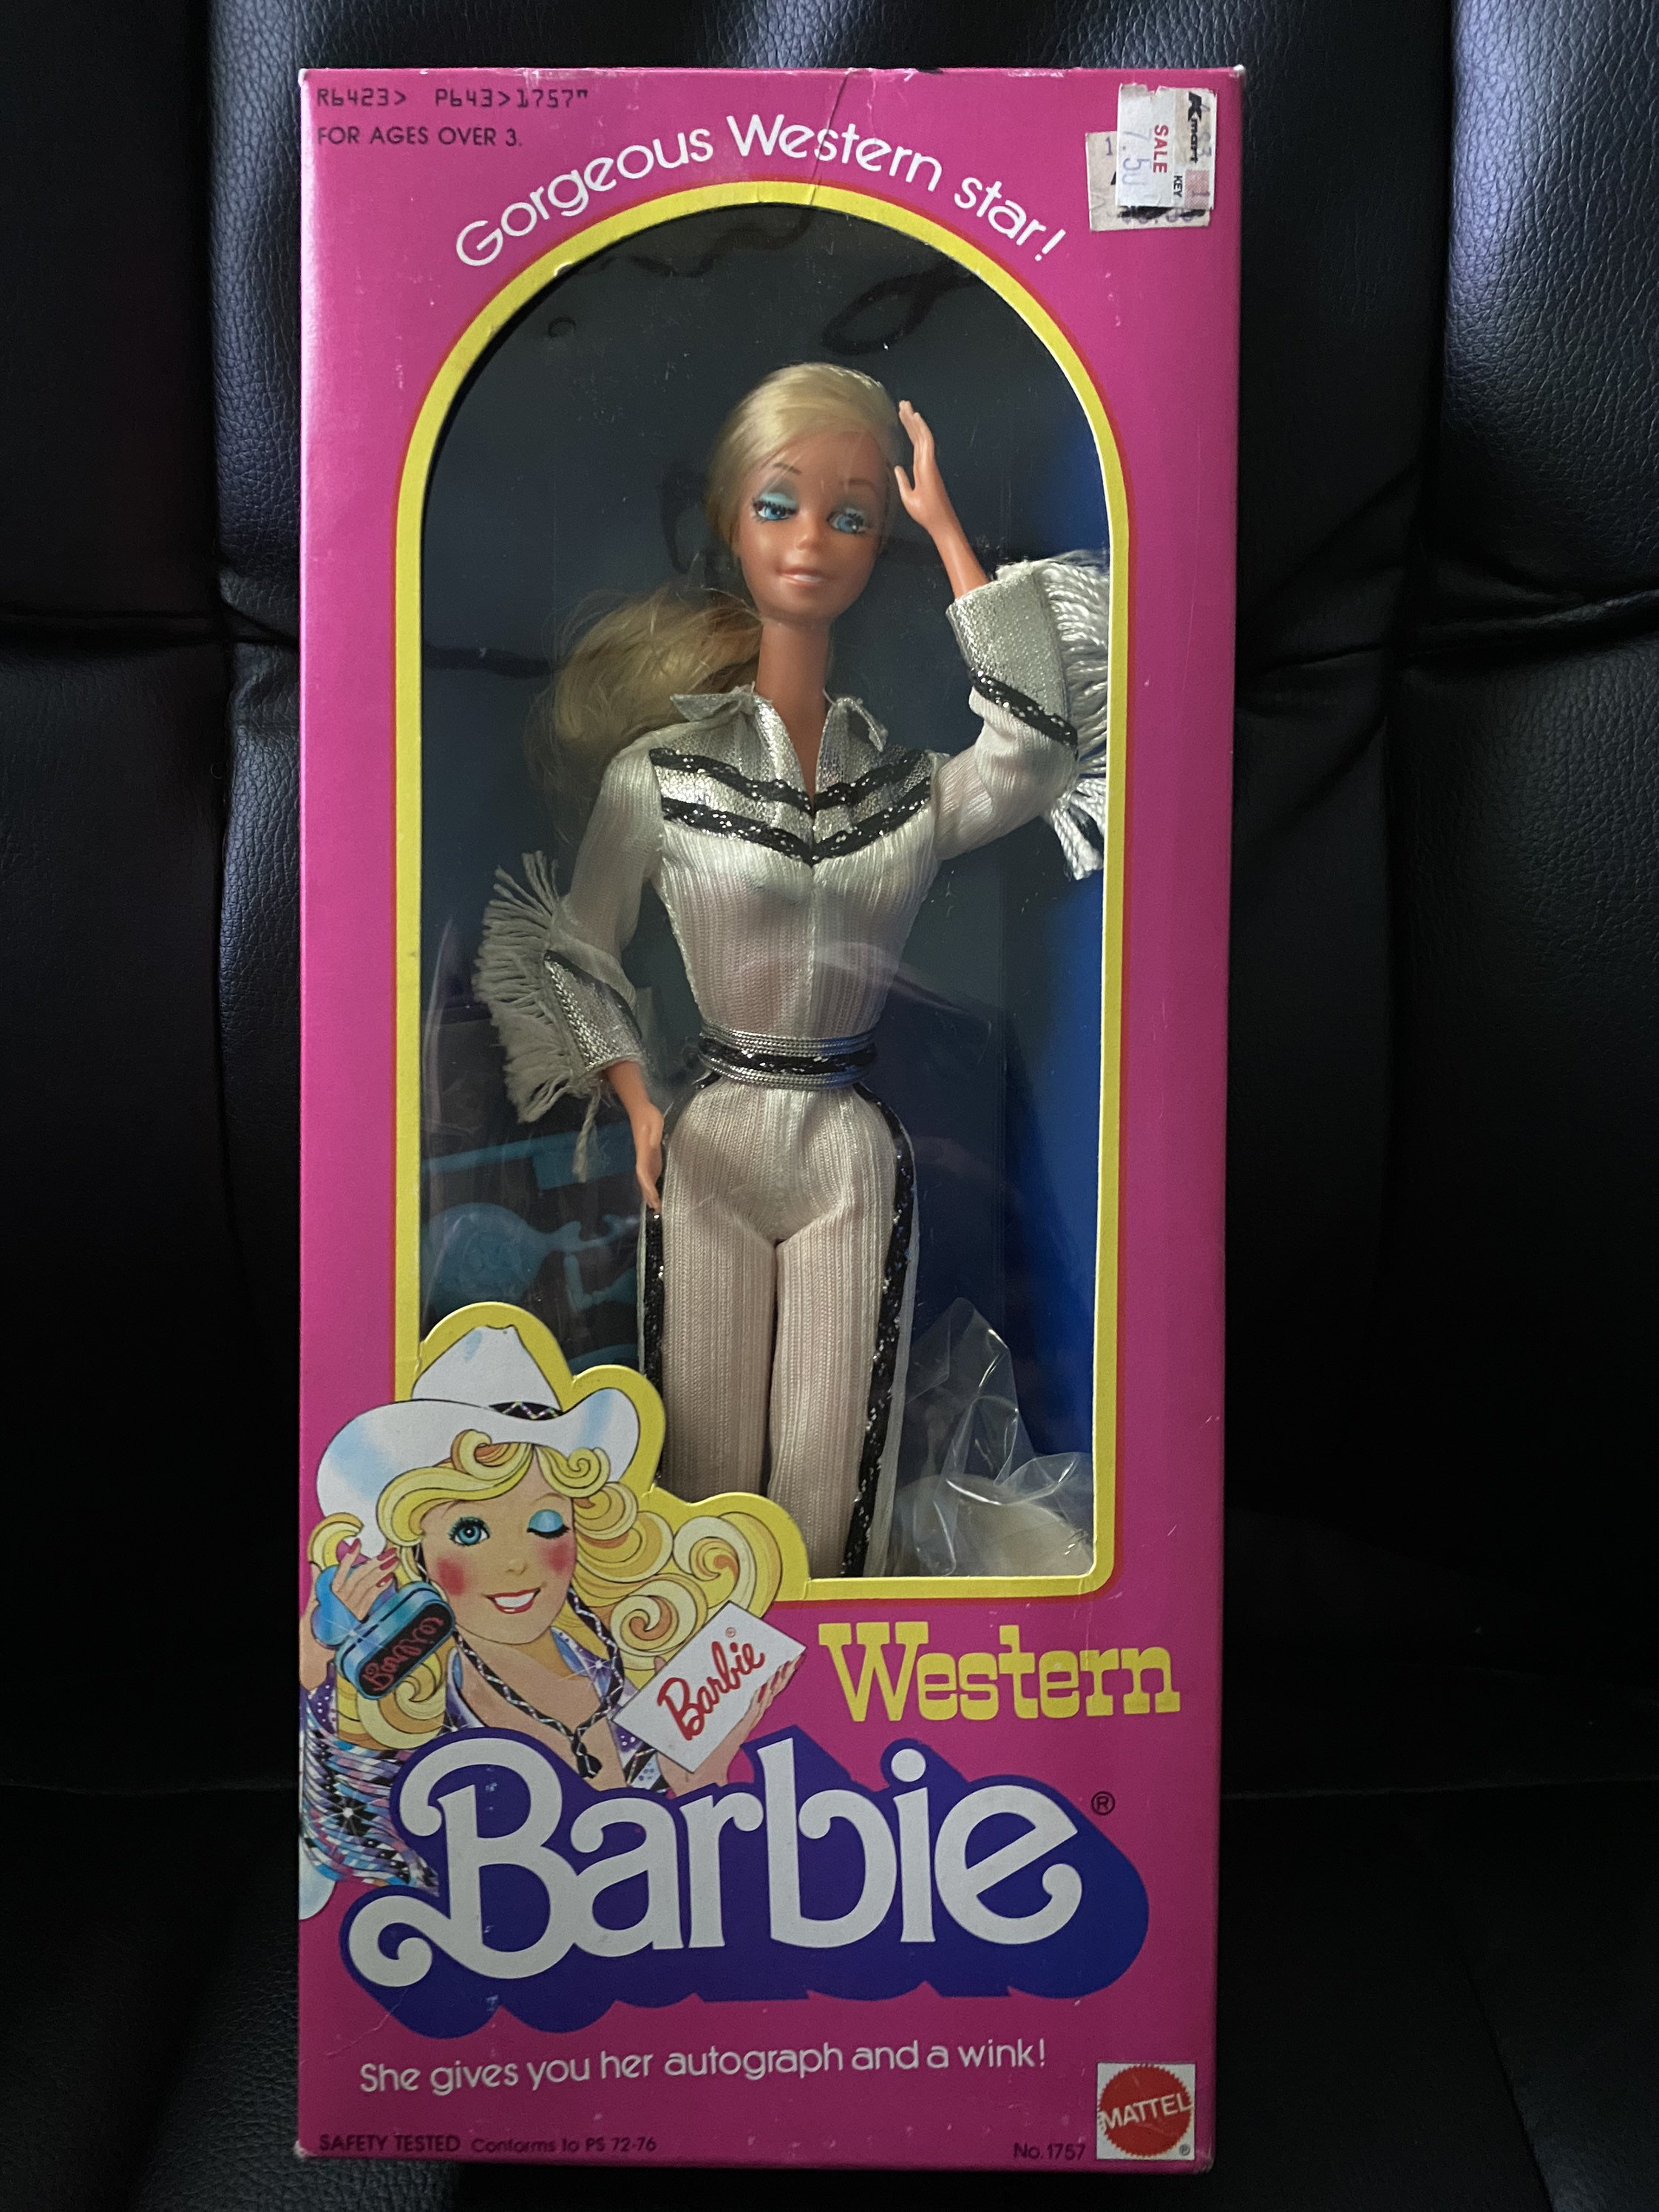 R6423> P643>1757"
FOR AGES OVER 3.
Kmart
SALE
KEY
7.50
Gorgeous Western star!
Barbie
Barbie®
Western
Barbie®
She gives you her autograph and a wink!
SAFETY TESTED Conforms to PS 72-76
No. 1757
MATTEL®